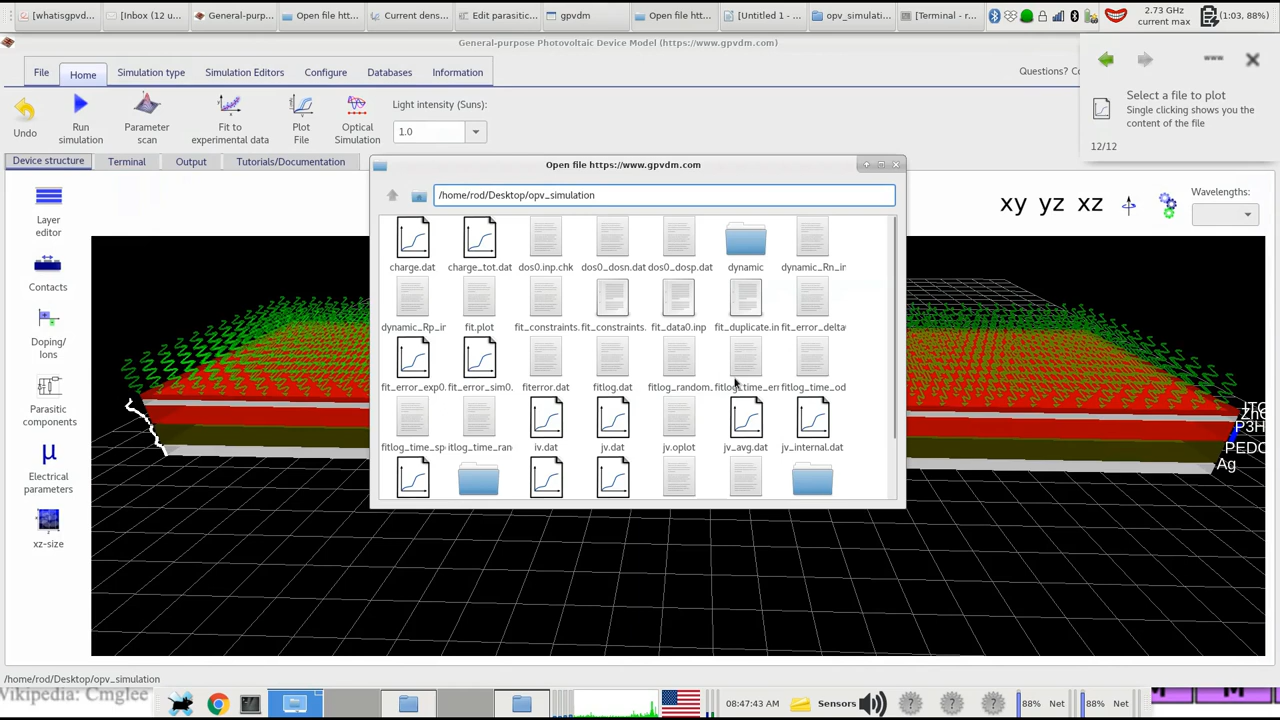 [whatisgpvdm]
[Inbox (12 u...
General-purp...
Open file htt...
Current dens...
Edit parasitic...
gpvdm
Open file htt...
[Untitled 1 - ...
opv_simulati...
[Terminal - r...
2.73 GHz
current max
(1:03, 88%)
General-purpose Photovoltaic Device Model (https://www.gpvdm.com)
File
Home
Simulation type
Simulation Editors
Configure
Databases
Information
Questions? Co
Select a file to plot
Single clicking shows you the
content of the file
12/12
Undo
Run
simulation
Parameter
scan
Fit to
experimental data
Plot
File
Optical
Simulation
Light intensity (Suns):
1.0
Device structure
Terminal
Output
Tutorials/Documentation
Open file https://www.gpvdm.com
/home/rod/Desktop/opv_simulation
xy yz xz
Wavelengths:
Layer
editor
Contacts
Doping/
Ions
Parasitic
components
μ
Electrical
parameters
xz-size
charge.dat
charge_tot.dat
dos0.inp.chk
dos0_dosn.dat
dos0_dosp.dat
dynamic
dynamic_Rn_ir
dynamic_Rp_ir
fit.plot
fit_constraints.
fit_constraints.
fit_data0.inp
fit_duplicate.in
fit_error_delta
fit_error_exp0.
fit_error_sim0.
fiterror.dat
fitlog.dat
fitlog_random.
fitlog_time_err
fitlog_time_od
fitlog_time_sp
itlog_time_ran
iv.dat
jv.dat
jv.oplot
jv_avg.dat
jv_internal.dat
P3H
PEDO
Ag
/home/rod/Desktop/opv_simulation
Vikipedia: Cmglee
08:47:43 AM
Sensors
88%
Net
88%
Net